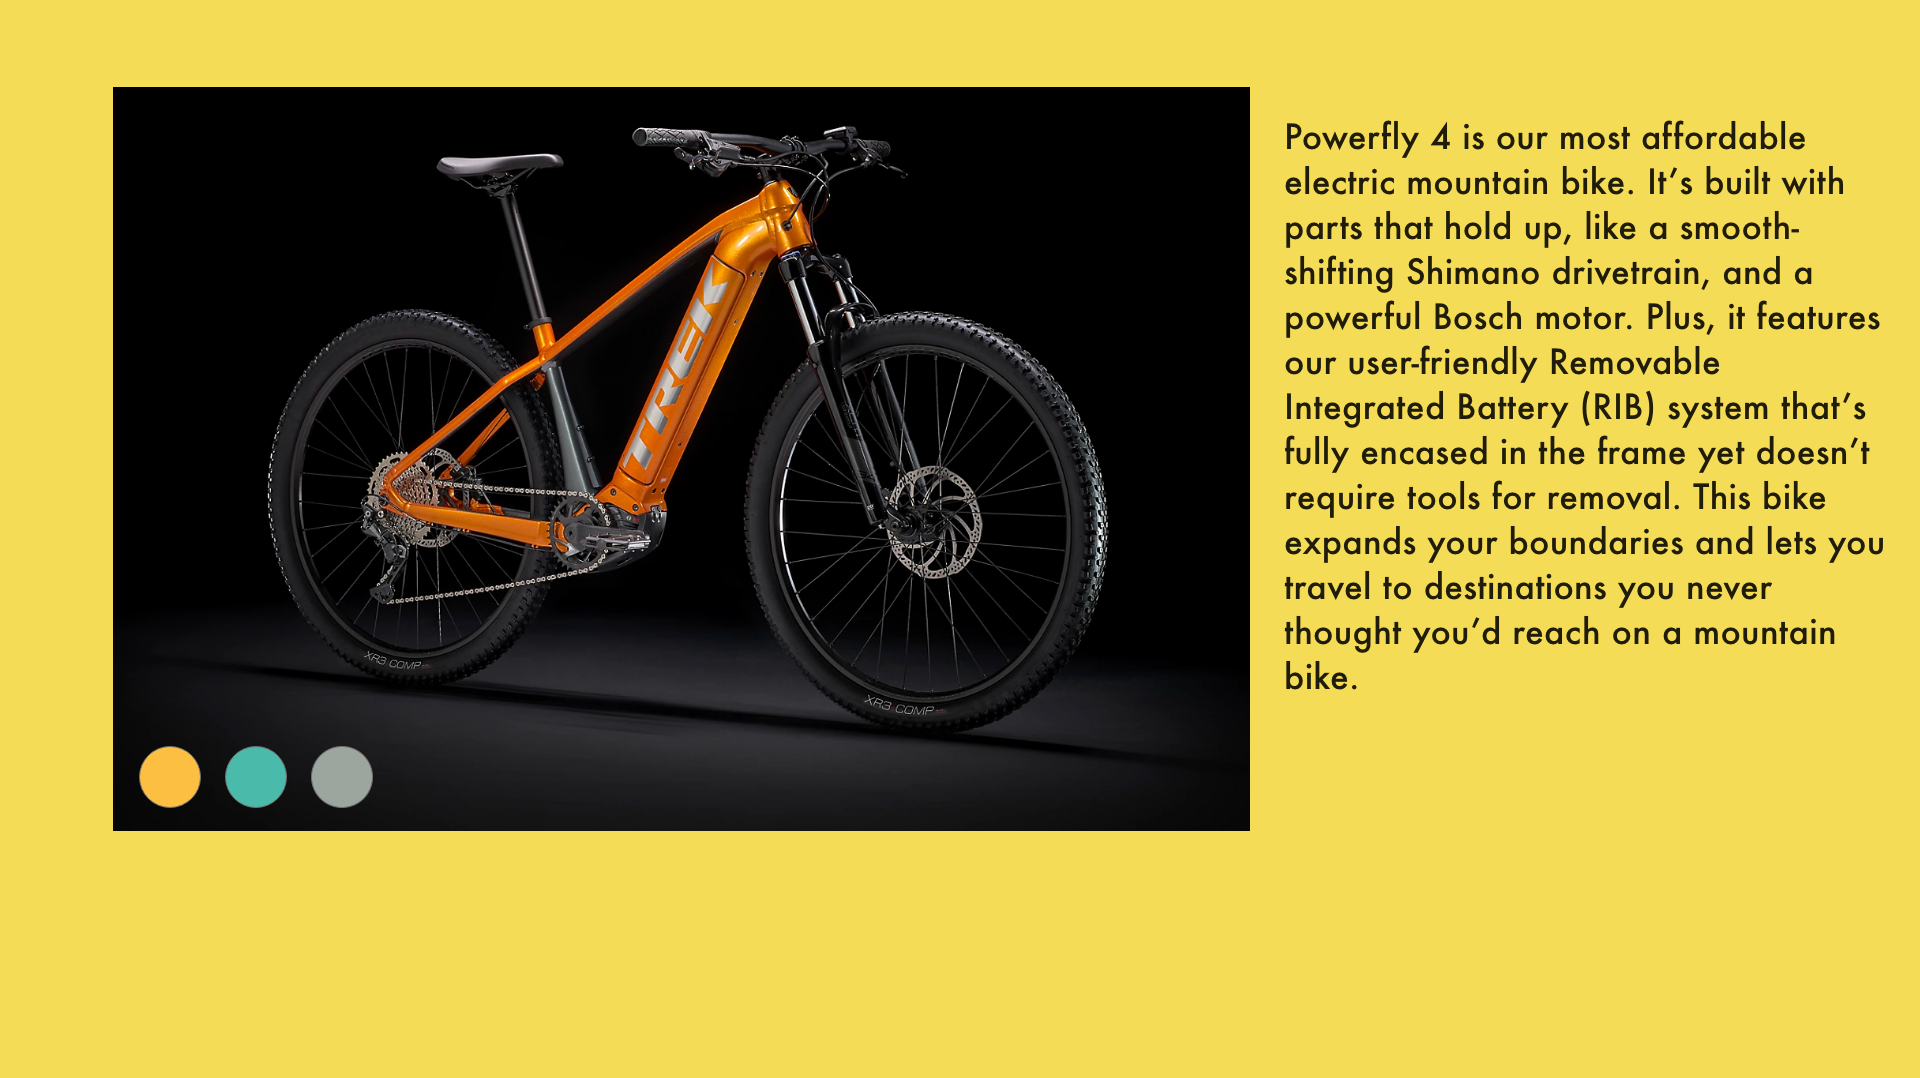 TREK
XR3 COMP
XR3 COMP
Powerfly 4 is our most affordable
electric mountain bike. It’s built with
parts that hold up, like a smooth-
shifting Shimano drivetrain, and a
powerful Bosch motor. Plus, it features
our user-friendly Removable
Integrated Battery (RIB) system that’s
fully encased in the frame yet doesn’t
require tools for removal. This bike
expands your boundaries and lets you
travel to destinations you never
thought you’d reach on a mountain
bike.